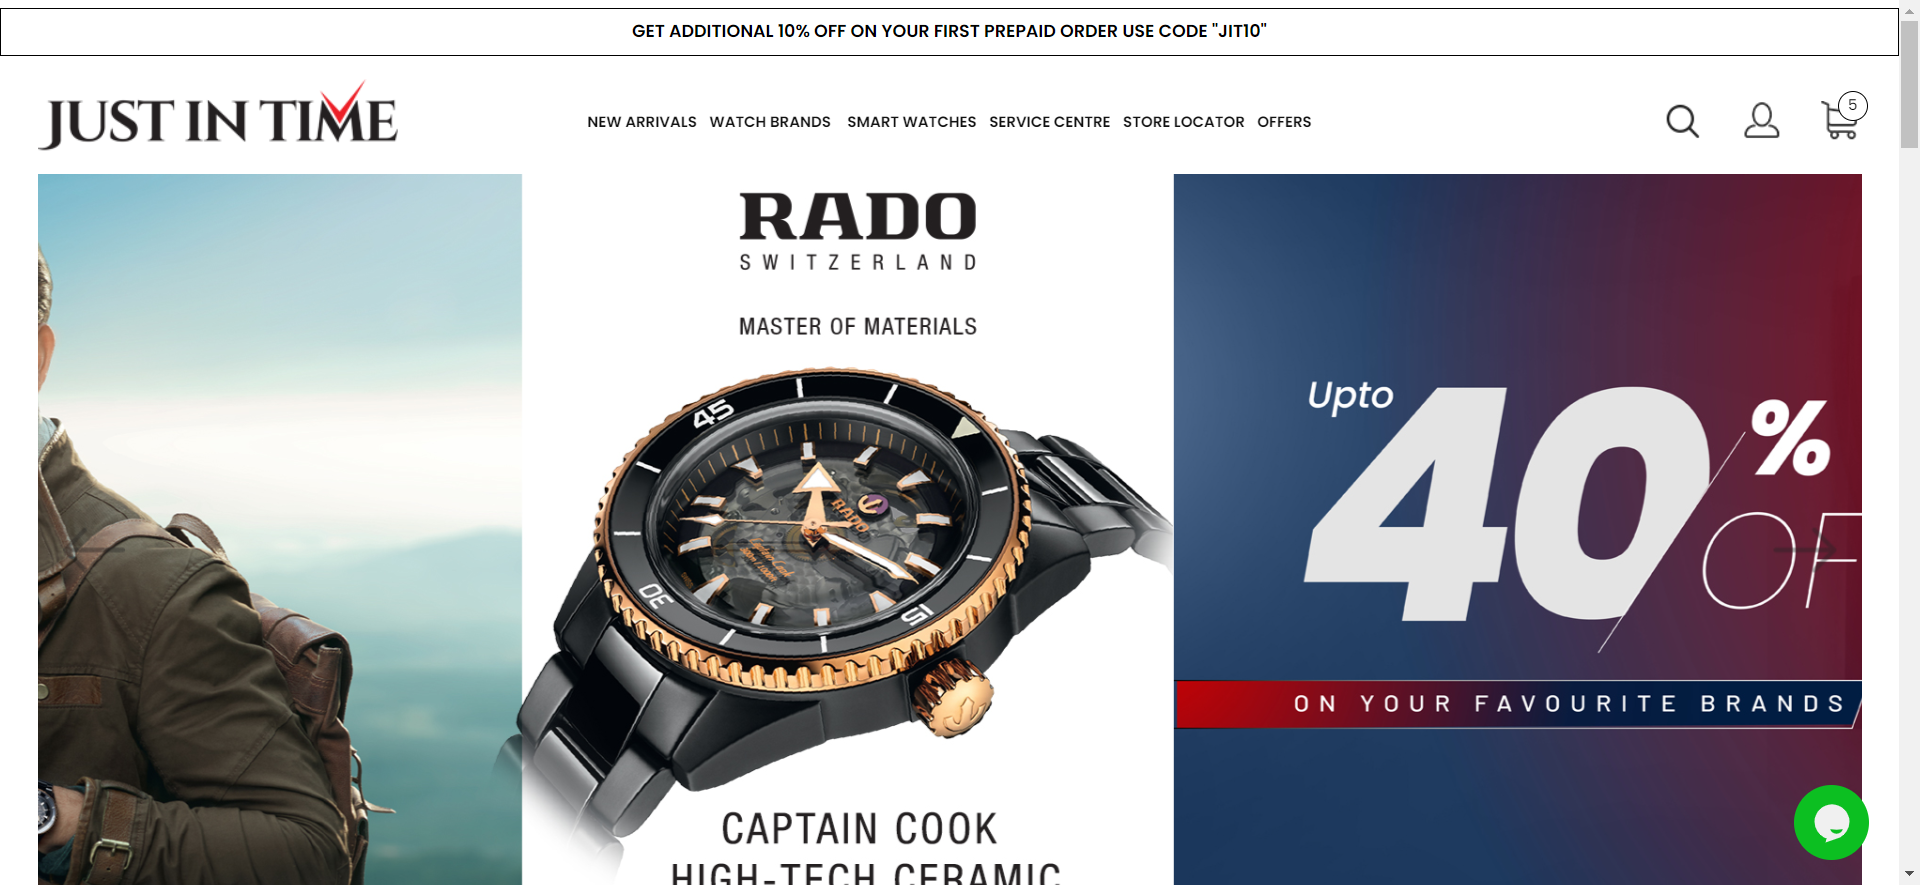 GET ADDITIONAL 10% OFF ON YOUR FIRST PREPAID ORDER USE CODE "JIT10"
JUST IN TIME
NEW ARRIVALS WATCH BRANDS SMART WATCHES SERVICE CENTRE STORE LOCATOR OFFERS
5
RADO
SWITZERLAND
MASTER OF MATERIALS
45
RADO
30
15
CAPTAIN COOK
HIGH-TECH CERAMIC
Upto
40%
OF
ON YOUR FAVOURITE BRANDS